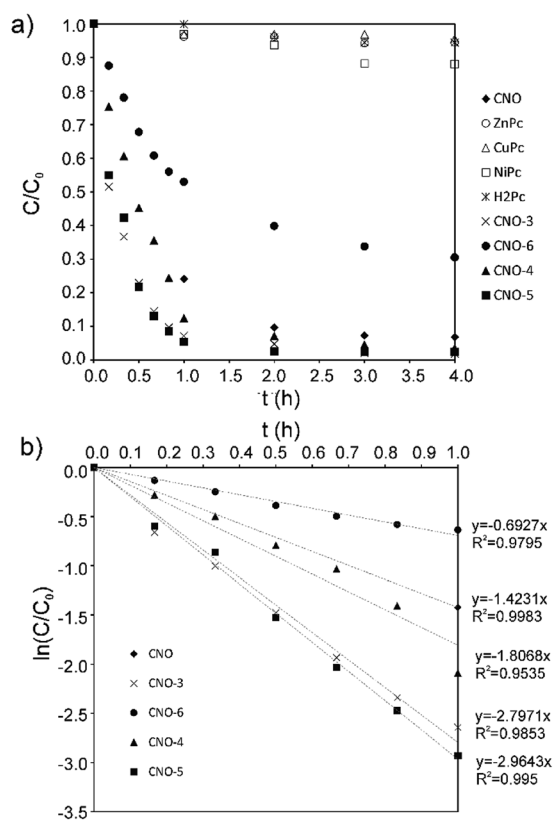 a)
C/C0
1.0
0.9
0.8
0.7
0.6
0.5
0.4
0.3
0.2
0.1
0.0
0.0 0.5 1.0 2.0 3.0 4.0
t (h)
CNO
ZnPc
CuPc
NiPc
H2Pc
CNO-3
CNO-6
CNO-4
CNO-5
b)
t (h)
0.0 0.1 0.2 0.3 0.4 0.5 0.6 0.7 0.8 0.9 1.0
ln(C/C0)
0.0
-0.5
-1.0
-1.5
-2.0
-2.5
-3.0
-3.5
CNO
CNO-3
CNO-6
CNO-4
CNO-5
y=-0.6927x
R²=0.9795
y=-1.4231x
R²=0.9983
y=-1.8068x
R²=0.9535
y=-2.7971x
R²=0.9853
y=-2.9643x
R²=0.995